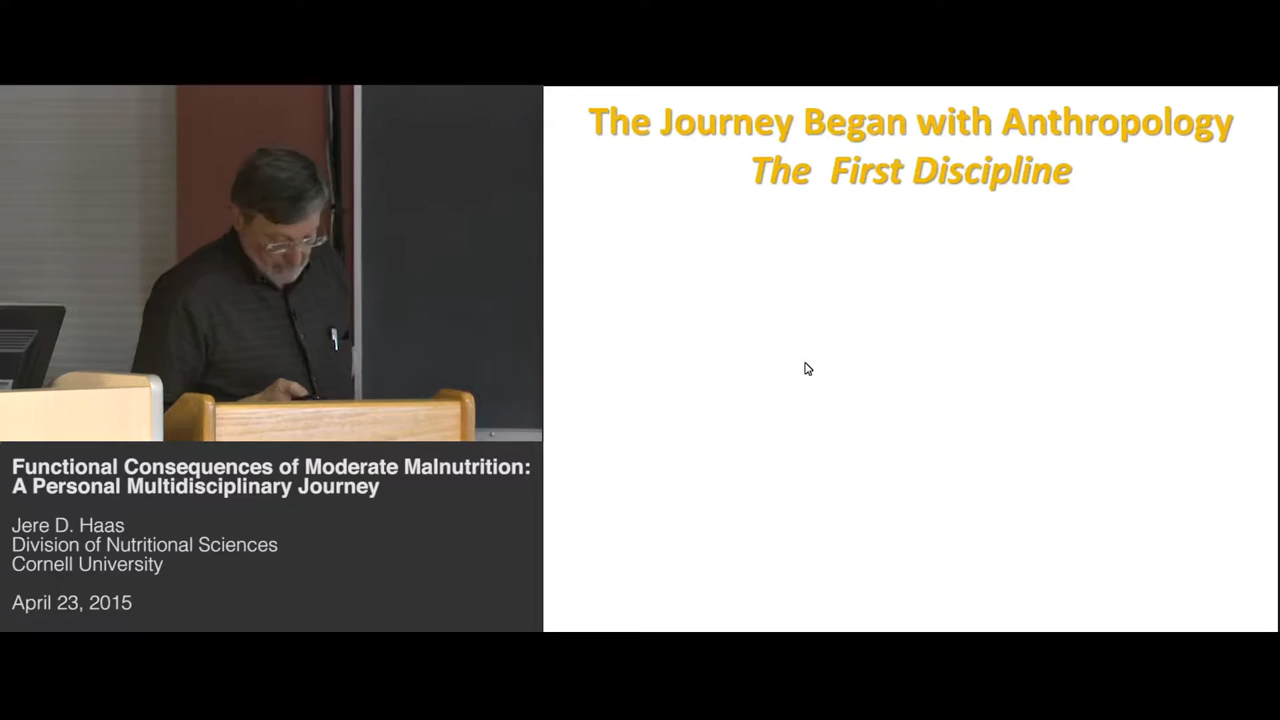 The Journey Began with Anthropology
The First Discipline
Functional Consequences of Moderate Malnutrition:
A Personal Multidisciplinary Journey
Jere D. Haas
Division of Nutritional Sciences
Cornell University
April 23, 2015